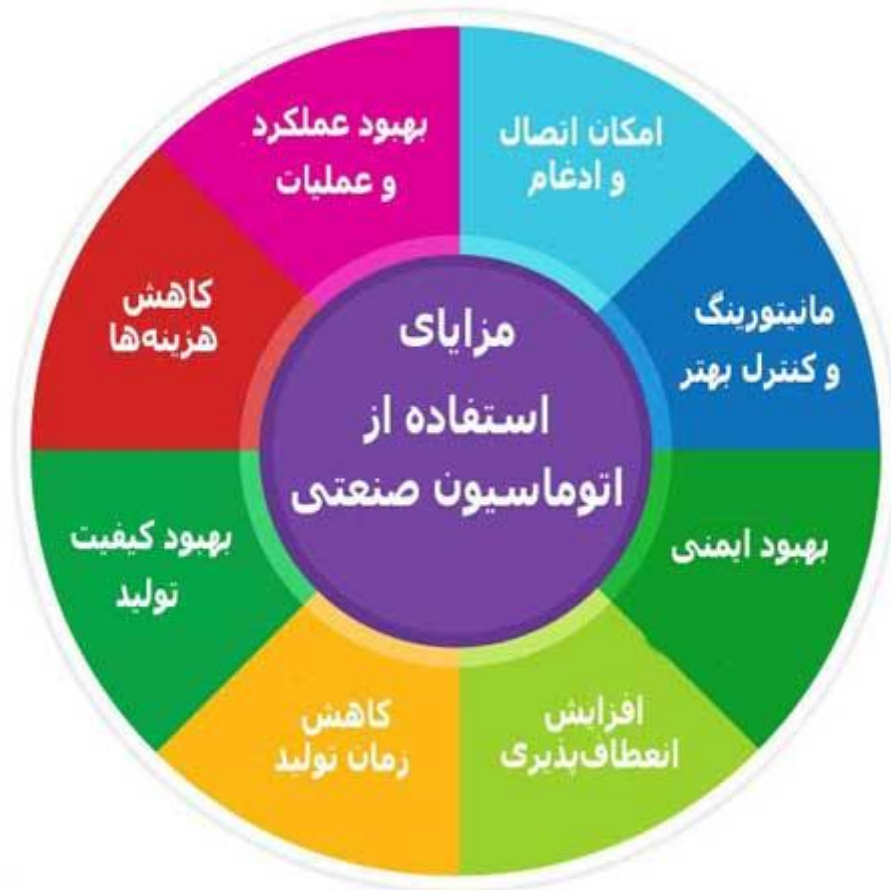 مزایای
استفاده از
اتوماسیون صنعتی
امکان اتصال
و ادغام
مانیتورینگ
و کنترل بهتر
بهبود ایمنی
افزایش
انعطاف‌پذیری
کاهش
زمان تولید
بهبود کیفیت
تولید
کاهش
هزینه‌ها
بهبود عملکرد
و عملیات